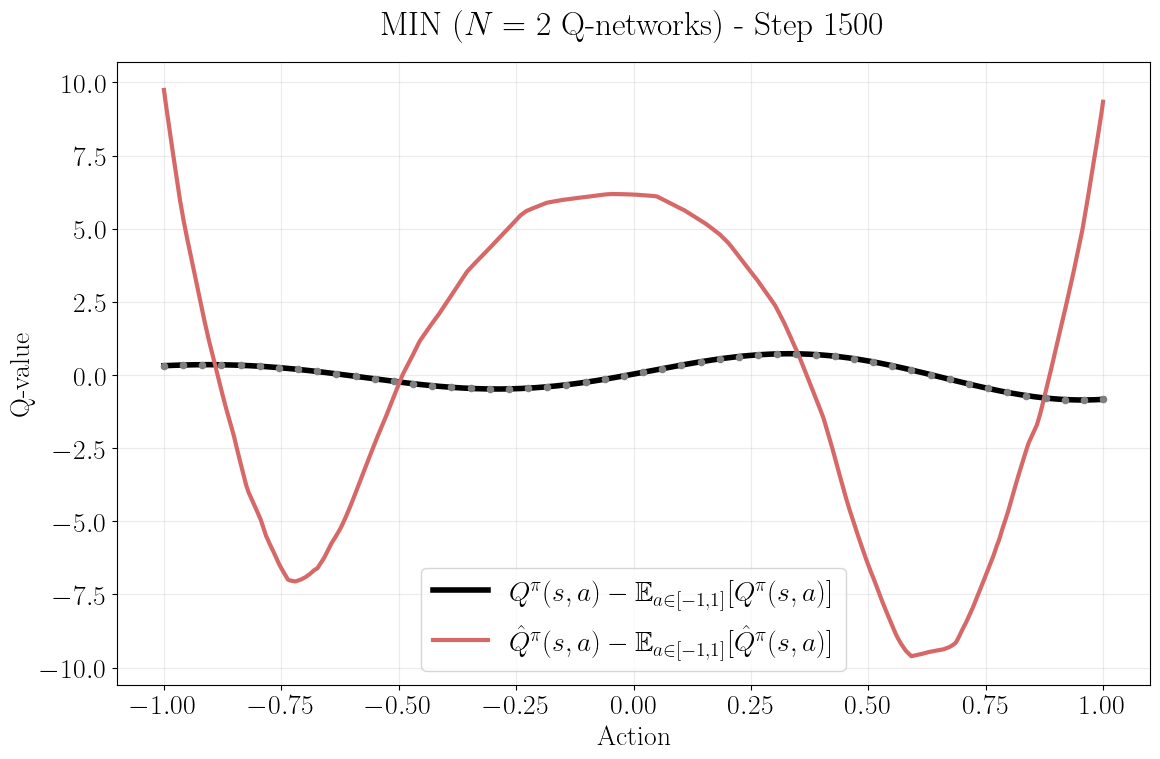 MIN (N = 2 Q-networks) - Step 1500
10.0
7.5
5.0
2.5
0.0
−2.5
−5.0
−7.5
−10.0
Q-value
Q^π(s, a) − 𝔼_{a∈[−1,1]}[Q^π(s, a)]
Q̂^π(s, a) − 𝔼_{a∈[−1,1]}[Q̂^π(s, a)]
−1.00 −0.75 −0.50 −0.25 0.00 0.25 0.50 0.75 1.00
Action